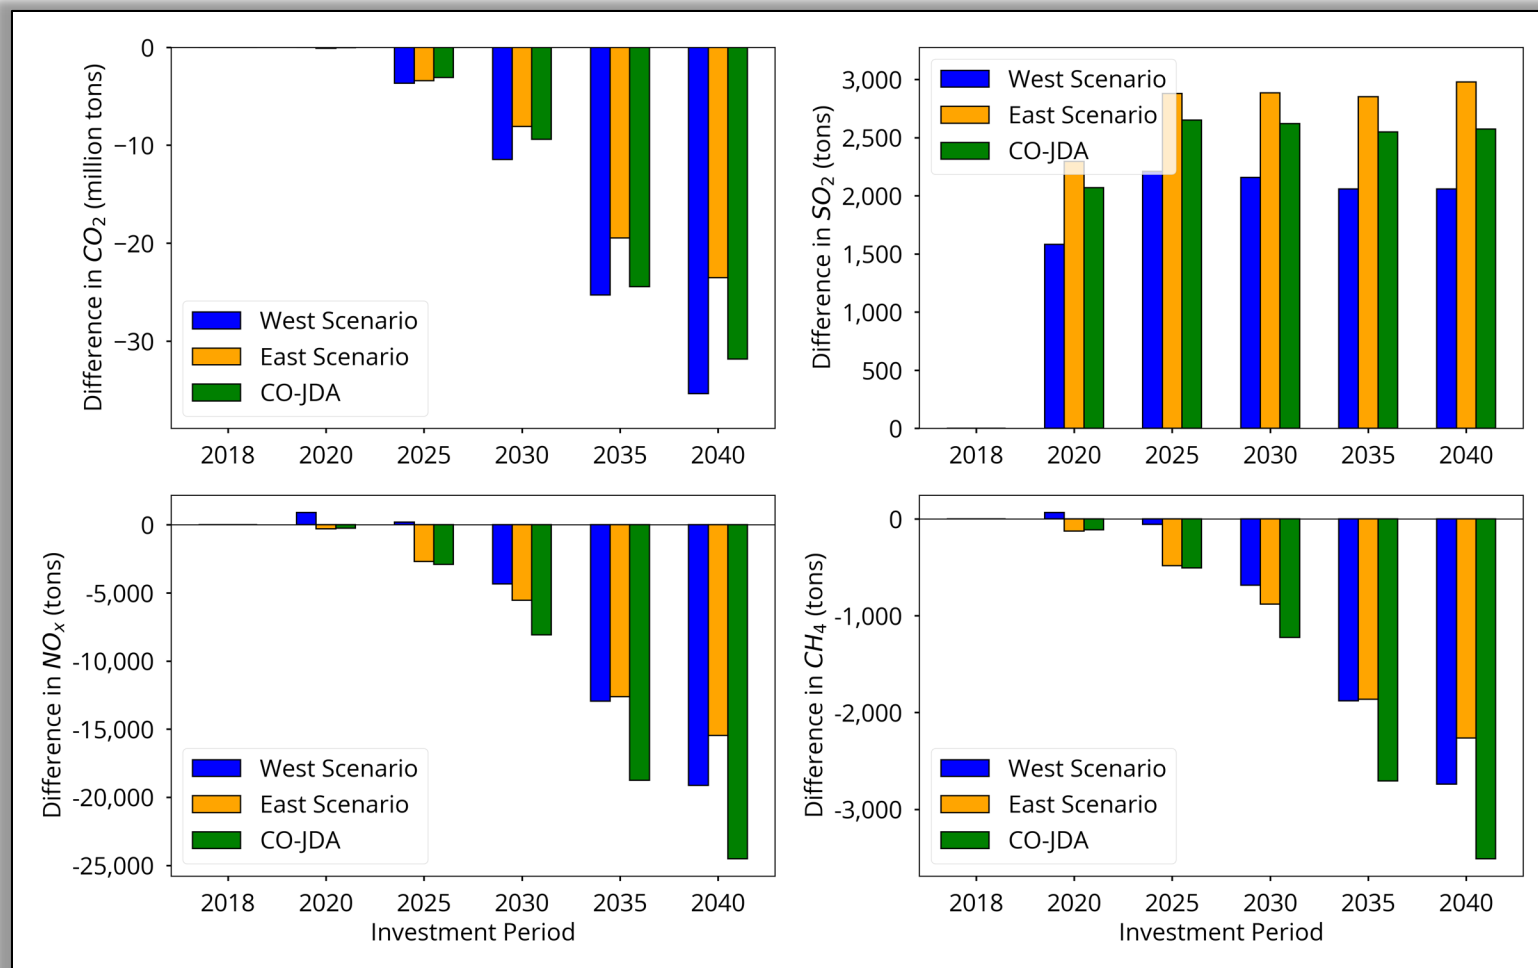 Difference in CO₂ (million tons)
0
−10
−20
−30
West Scenario
East Scenario
CO-JDA
2018 2020 2025 2030 2035 2040
Difference in SO₂ (tons)
3,000
2,500
2,000
1,500
1,000
500
0
West Scenario
East Scenario
CO-JDA
2018 2020 2025 2030 2035 2040
Difference in NOₓ (tons)
0
-5,000
-10,000
-15,000
-20,000
-25,000
West Scenario
East Scenario
CO-JDA
2018 2020 2025 2030 2035 2040
Investment Period
Difference in CH₄ (tons)
0
-1,000
-2,000
-3,000
West Scenario
East Scenario
CO-JDA
2018 2020 2025 2030 2035 2040
Investment Period